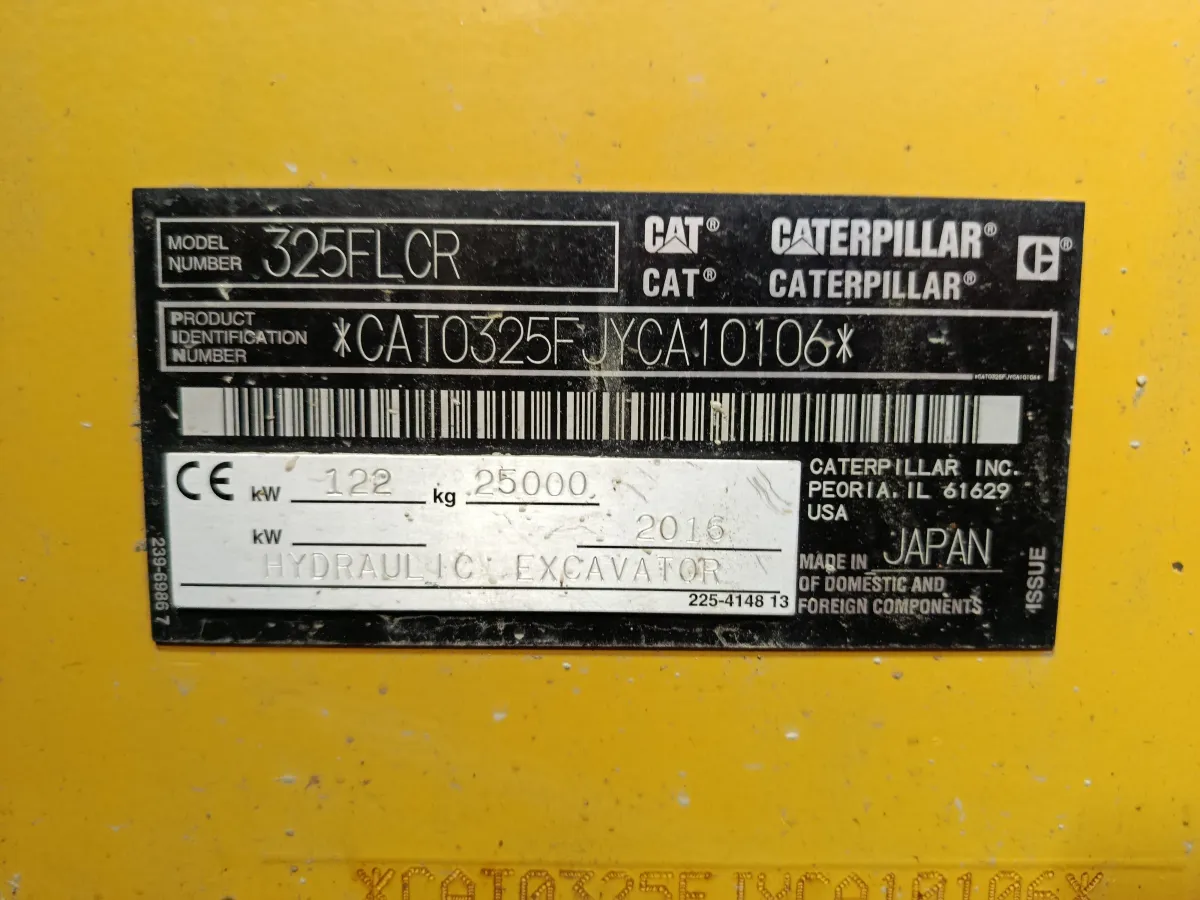 MODEL NUMBER 325FLCR
CAT® CATERPILLAR®
CAT® CATERPILLAR®
PRODUCT IDENTIFICATION NUMBER *CAT0325FJYCA10106*
CE kW 122 kg 25000
kW 2016
HYDRAULIC EXCAVATOR
225-4148 13
239-6986 7
CATERPILLAR INC.
PEORIA, IL 61629
USA
MADE IN JAPAN
OF DOMESTIC AND
FOREIGN COMPONENTS
1SSUE
*CAT0325FJYCA10106*